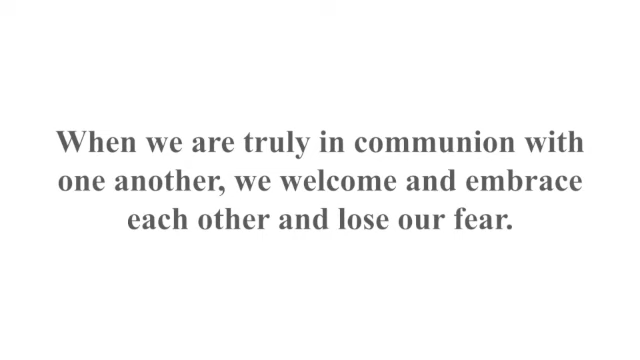 When we are truly in communion with
one another, we welcome and embrace
each other and lose our fear.